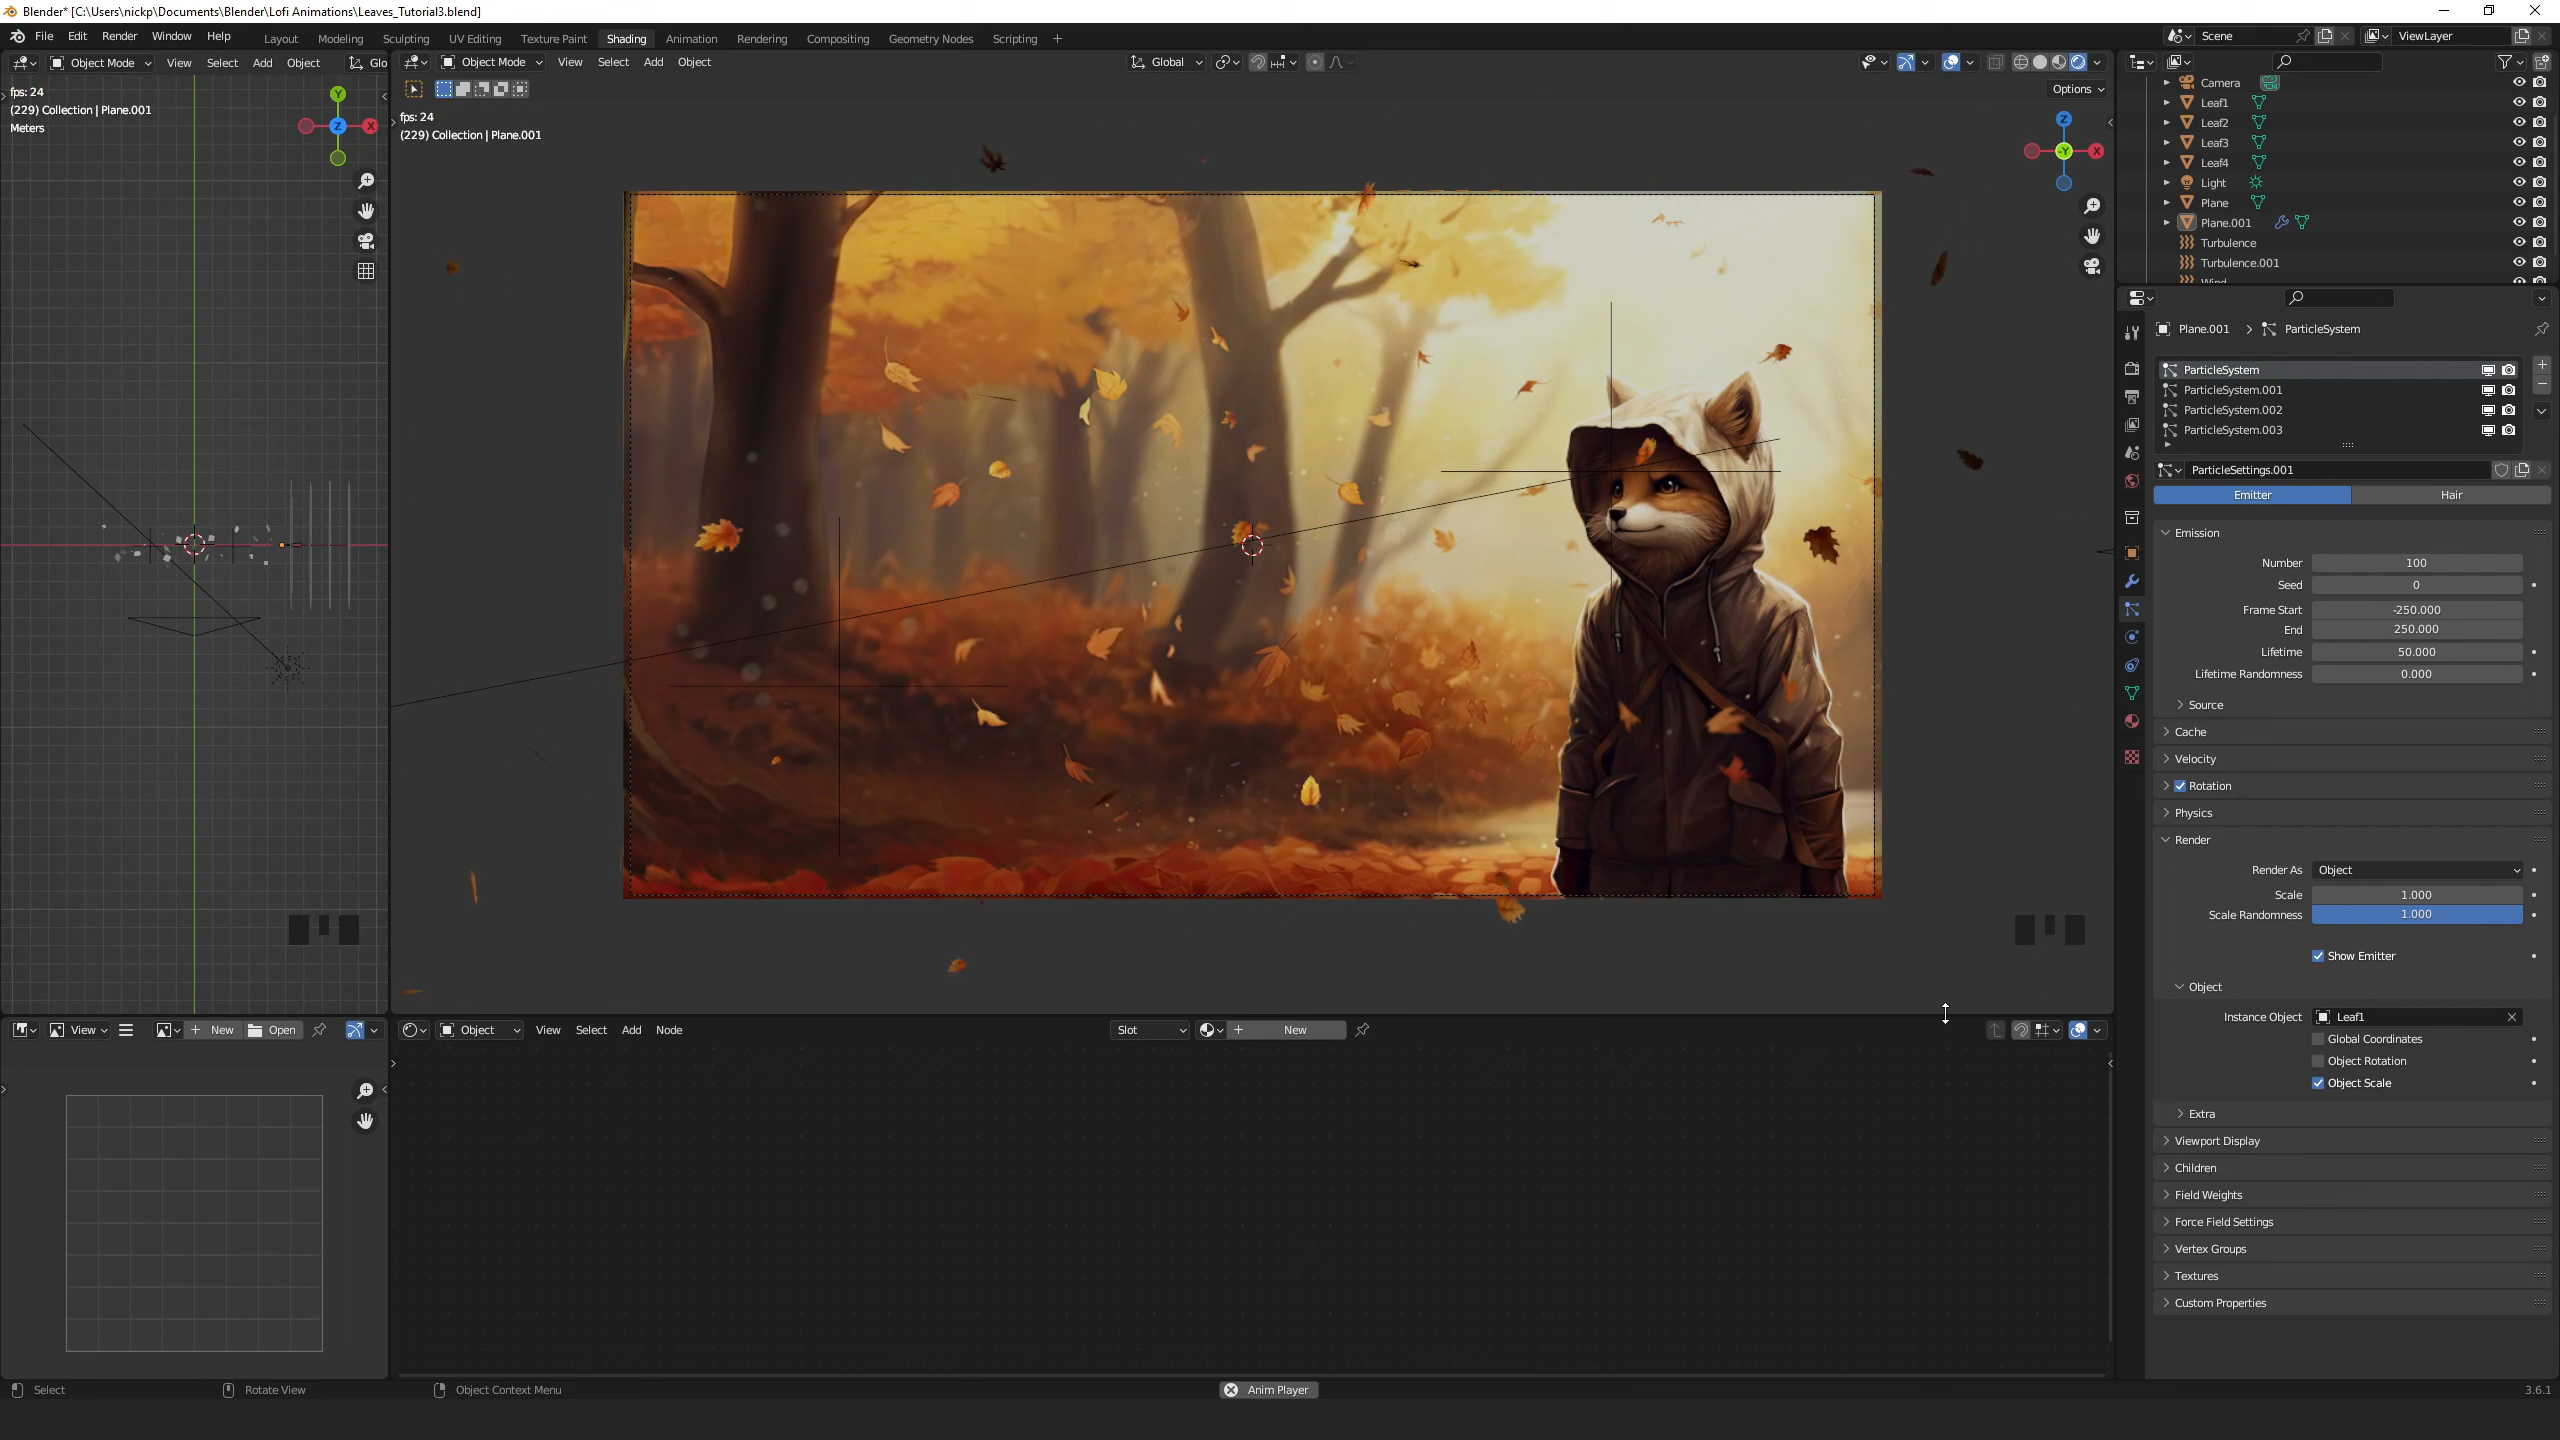 Blender* [C:\Users\nickp\Documents\Blender\Lofi Animations\Leaves_Tutorial3.blend]
File Edit Render Window Help
Layout Modeling Sculpting UV Editing Texture Paint Shading Animation Rendering Compositing Geometry Nodes Scripting +
Scene
ViewLayer
Object Mode View Select Add Object Glo
fps: 24
(229) Collection | Plane.001
Meters
Y
Z
X
Object Mode View Select Add Object
Global
Options
fps: 24
(229) Collection | Plane.001
Z
-Y
X
Camera
Leaf1
Leaf2
Leaf3
Leaf4
Light
Plane
Plane.001
Turbulence
Turbulence.001
Wind
Plane.001 > ParticleSystem
ParticleSystem
ParticleSystem.001
ParticleSystem.002
ParticleSystem.003
ParticleSettings.001
Emitter Hair
Emission
Number 100
Seed 0
Frame Start -250.000
End 250.000
Lifetime 50.000
Lifetime Randomness 0.000
Source
Cache
Velocity
Rotation
Physics
Render
Render As Object
Scale 1.000
Scale Randomness 1.000
Show Emitter
Object
Instance Object Leaf1
Global Coordinates
Object Rotation
Object Scale
Extra
Viewport Display
Children
Field Weights
Force Field Settings
Vertex Groups
Textures
Custom Properties
View + New Open
Object View Select Add Node
Slot
+ New
Select Rotate View Object Context Menu
Anim Player
3.6.1